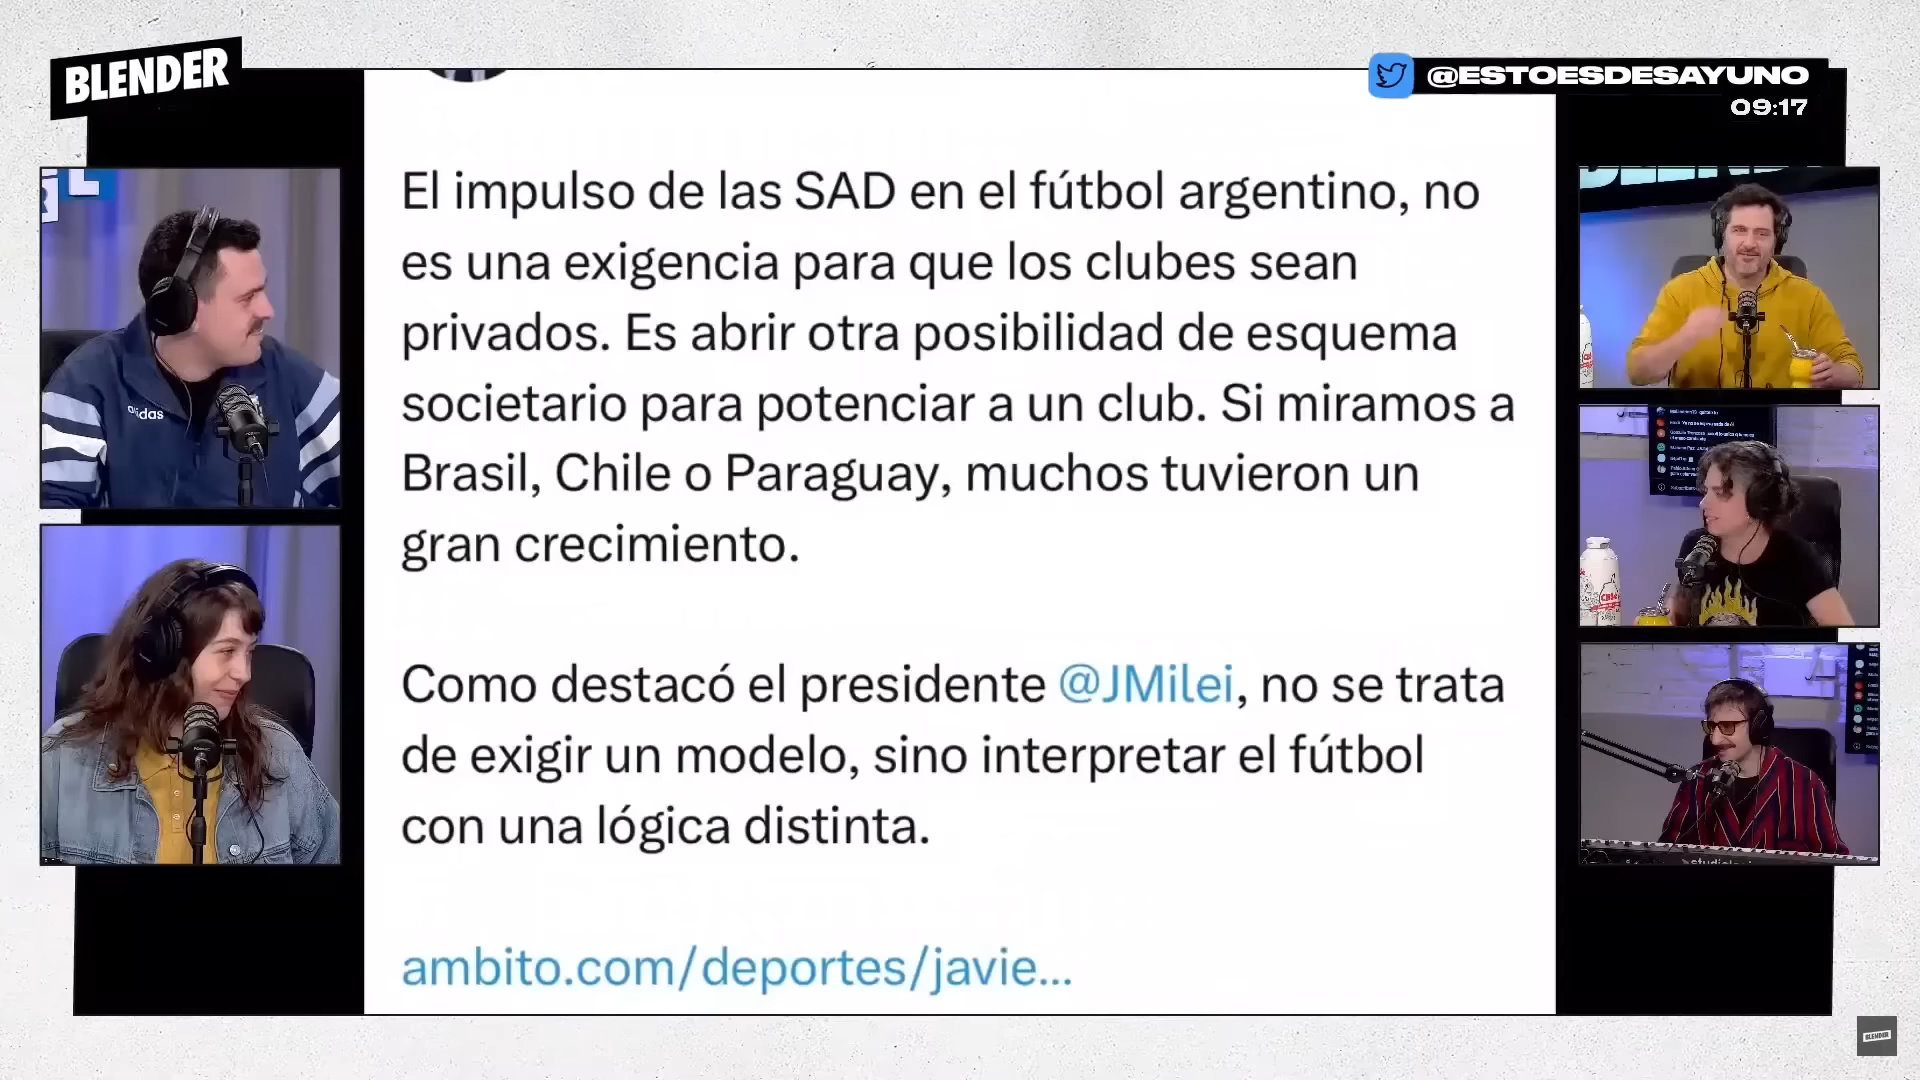 BLENDER
@ESTOESDESAYUNO
09:17
El impulso de las SAD en el fútbol argentino, no
es una exigencia para que los clubes sean
privados. Es abrir otra posibilidad de esquema
societario para potenciar a un club. Si miramos a
Brasil, Chile o Paraguay, muchos tuvieron un
gran crecimiento.
Como destacó el presidente @JMilei, no se trata
de exigir un modelo, sino interpretar el fútbol
con una lógica distinta.
ambito.com/deportes/javie...
adidas
BLENDER